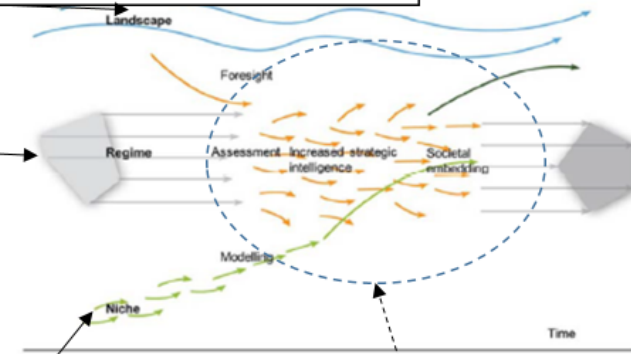 Landscape
Foresight
Regime
Assessment Increased strategic
intelligence
Societal
embedding
Modelling
Niche
Time